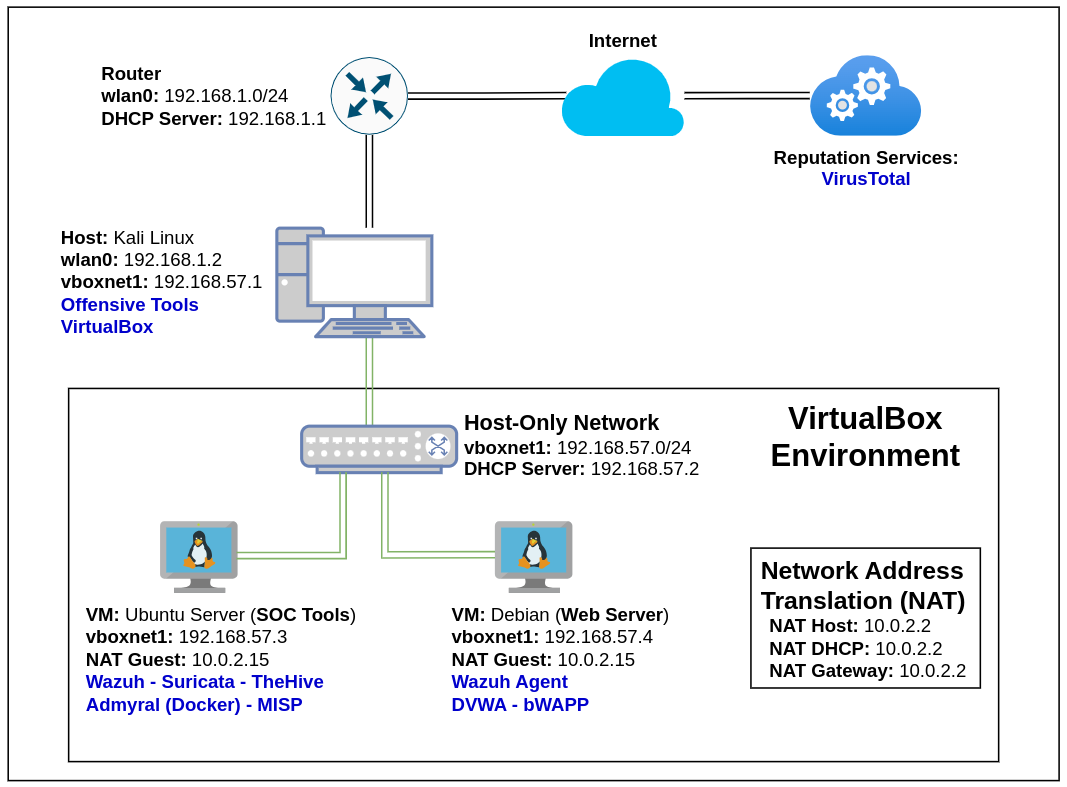 Internet
Router
wlan0: 192.168.1.0/24
DHCP Server: 192.168.1.1
Reputation Services:
VirusTotal
Host: Kali Linux
wlan0: 192.168.1.2
vboxnet1: 192.168.57.1
Offensive Tools
VirtualBox
Host-Only Network
vboxnet1: 192.168.57.0/24
DHCP Server: 192.168.57.2
VirtualBox
Environment
VM: Ubuntu Server (SOC Tools)
vboxnet1: 192.168.57.3
NAT Guest: 10.0.2.15
Wazuh - Suricata - TheHive
Admyral (Docker) - MISP
VM: Debian (Web Server)
vboxnet1: 192.168.57.4
NAT Guest: 10.0.2.15
Wazuh Agent
DVWA - bWAPP
Network Address
Translation (NAT)
NAT Host: 10.0.2.2
NAT DHCP: 10.0.2.2
NAT Gateway: 10.0.2.2